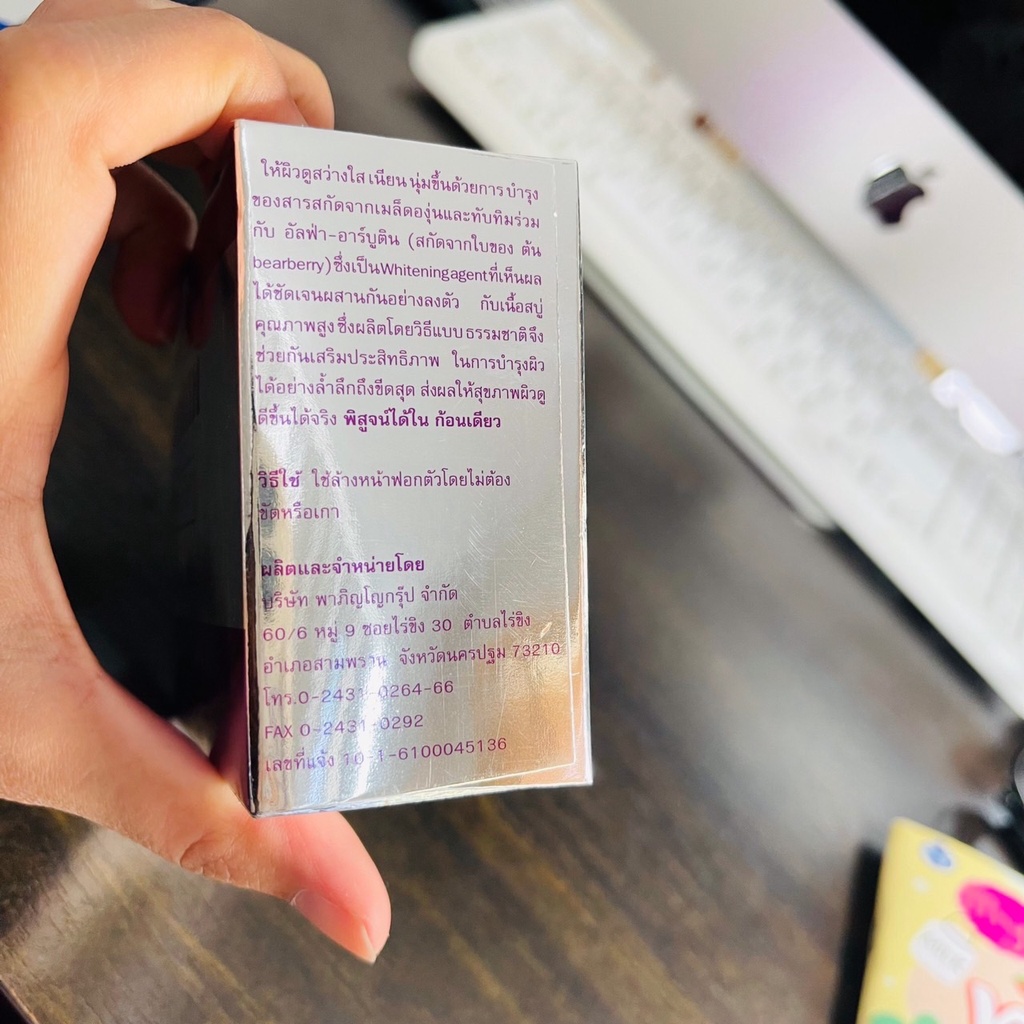 ให้ผิวดูสว่างใส เนียน นุ่มขึ้นด้วยการ บำรุง
ของสารสกัดจากเมล็ดองุ่นและทับทิมร่วม
กับ อัลฟ่า-อาร์บูติน (สกัดจากใบของ ต้น
bearberry)ซึ่งเป็นWhiteningagentที่เห็นผล
ได้ชัดเจนผสานกันอย่างลงตัว กับเนื้อสบู่
คุณภาพสูง ซึ่งผลิตโดยวิธีแบบ ธรรมชาติจึง
ช่วยกันเสริมประสิทธิภาพ ในการบำรุงผิว
ได้อย่างล้ำลึกถึงขีดสุด ส่งผลให้สุขภาพผิวดู
ดีขึ้นได้จริง พิสูจน์ได้ใน ก้อนเดียว
วิธีใช้ ใช้ล้างหน้าฟอกตัวโดยไม่ต้อง
ขัดหรือเกา
ผลิตและจำหน่ายโดย
บริษัท พาภิญโญกรุ๊ป จำกัด
60/6 หมู่ 9 ซอยไร่ขิง 30 ตำบลไร่ขิง
อำเภอสามพราน จังหวัดนครปฐม 73210
โทร.0-2431-0264-66
FAX 0-2431-0292
เลขที่แจ้ง 10-1-6100045136